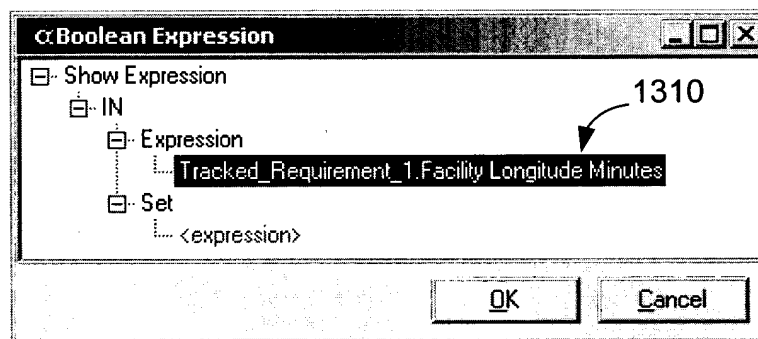 αBoolean Expression
Show Expression
IN
1310
Expression
Tracked_Requirement_1.Facility Longitude Minutes
Set
<expression>
OK Cancel